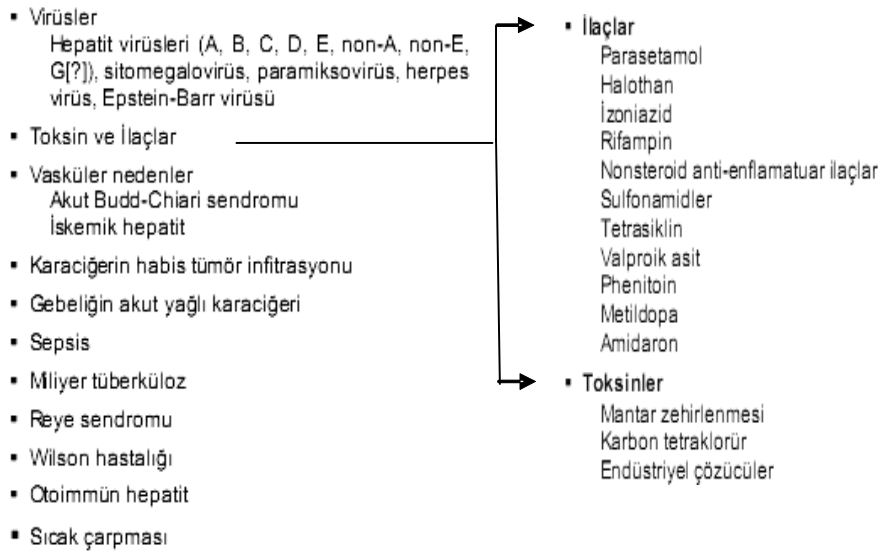 ▪ Virüsler
Hepatit virüsleri (A, B, C, D, E, non-A, non-E,
G[?]), sitomegalovirüs, paramiksovirüs, herpes
virüs, Epstein-Barr virüsü
▪ Toksin ve İlaçlar
▪ Vasküler nedenler
Akut Budd-Chiari sendromu
İskemik hepatit
▪ Karaciğerin habis tümör infitrasyonu
▪ Gebeliğin akut yağlı karaciğeri
▪ Sepsis
▪ Miliyer tüberküloz
▪ Reye sendromu
▪ Wilson hastalığı
▪ Otoimmün hepatit
▪ Sıcak çarpması
▪ İlaçlar
Parasetamol
Halothan
İzoniazid
Rifampin
Nonsteroid anti-enflamatuar ilaçlar
Sulfonamidler
Tetrasiklin
Valproik asit
Phenitoin
Metildopa
Amidaron
▪ Toksinler
Mantar zehirlenmesi
Karbon tetraklorür
Endüstriyel çözücüler